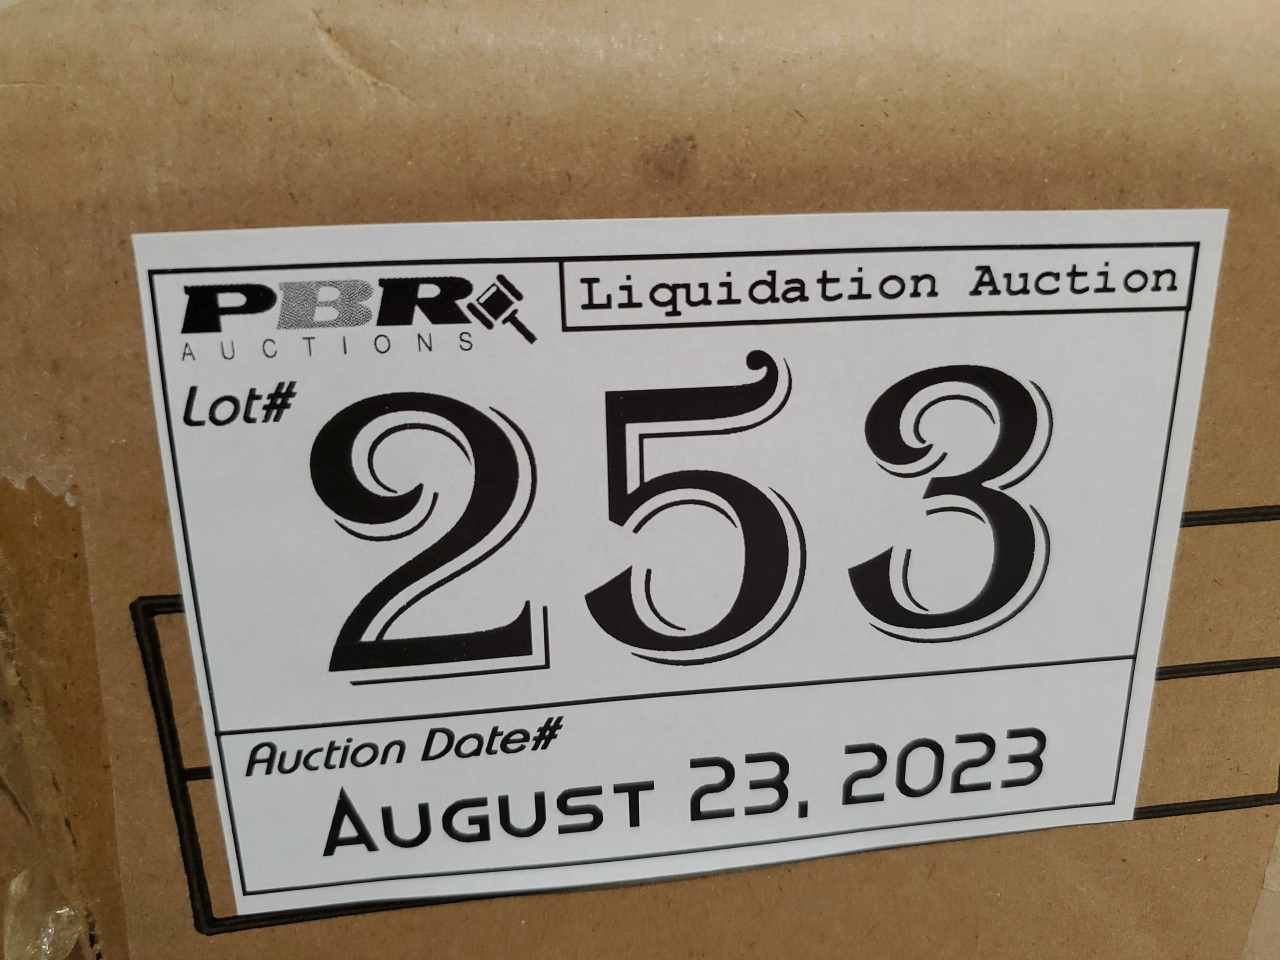 PBR
AUCTIONS
Liquidation Auction
Lot#
253
Auction Date#
August 23, 2023